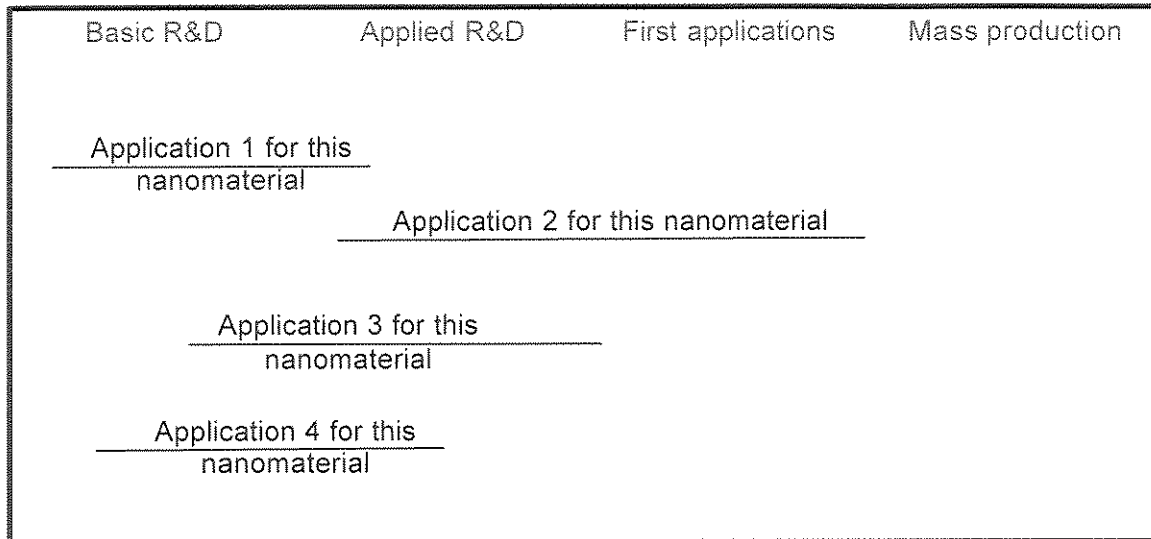 Basic R&D Applied R&D First applications Mass production
Application 1 for this
nanomaterial
Application 2 for this nanomaterial
Application 3 for this
nanomaterial
Application 4 for this
nanomaterial